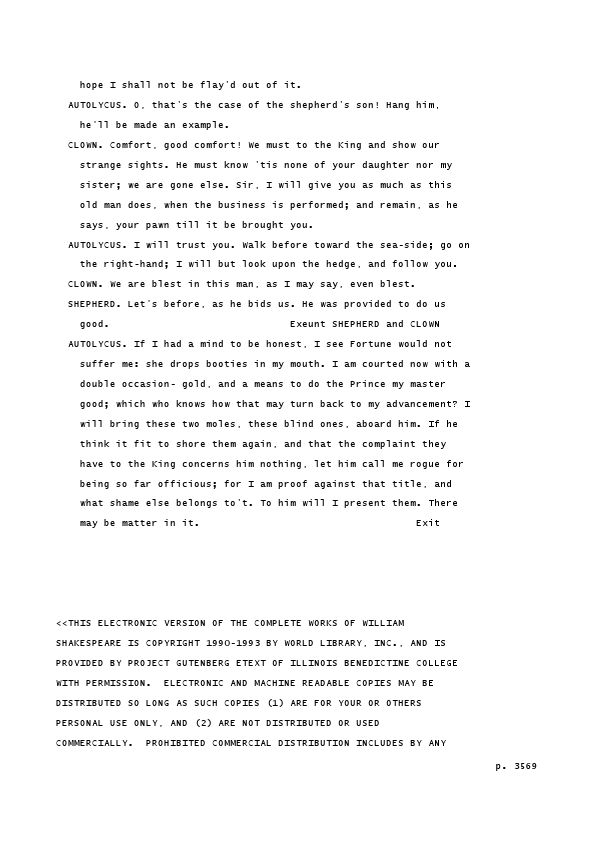 hope I shall not be flay'd out of it.
AUTOLYCUS. O, that's the case of the shepherd's son! Hang him,
he'll be made an example.
CLOWN. Comfort, good comfort! We must to the King and show our
strange sights. He must know 'tis none of your daughter nor my
sister; we are gone else. Sir, I will give you as much as this
old man does, when the business is performed; and remain, as he
says, your pawn till it be brought you.
AUTOLYCUS. I will trust you. Walk before toward the sea-side; go on
the right-hand; I will but look upon the hedge, and follow you.
CLOWN. We are blest in this man, as I may say, even blest.
SHEPHERD. Let's before, as he bids us. He was provided to do us
good. Exeunt SHEPHERD and CLOWN
AUTOLYCUS. If I had a mind to be honest, I see Fortune would not
suffer me: she drops booties in my mouth. I am courted now with a
double occasion- gold, and a means to do the Prince my master
good; which who knows how that may turn back to my advancement? I
will bring these two moles, these blind ones, aboard him. If he
think it fit to shore them again, and that the complaint they
have to the King concerns him nothing, let him call me rogue for
being so far officious; for I am proof against that title, and
what shame else belongs to't. To him will I present them. There
may be matter in it. Exit
<<THIS ELECTRONIC VERSION OF THE COMPLETE WORKS OF WILLIAM
SHAKESPEARE IS COPYRIGHT 1990-1993 BY WORLD LIBRARY, INC., AND IS
PROVIDED BY PROJECT GUTENBERG ETEXT OF ILLINOIS BENEDICTINE COLLEGE
WITH PERMISSION. ELECTRONIC AND MACHINE READABLE COPIES MAY BE
DISTRIBUTED SO LONG AS SUCH COPIES (1) ARE FOR YOUR OR OTHERS
PERSONAL USE ONLY, AND (2) ARE NOT DISTRIBUTED OR USED
COMMERCIALLY. PROHIBITED COMMERCIAL DISTRIBUTION INCLUDES BY ANY
p. 3569